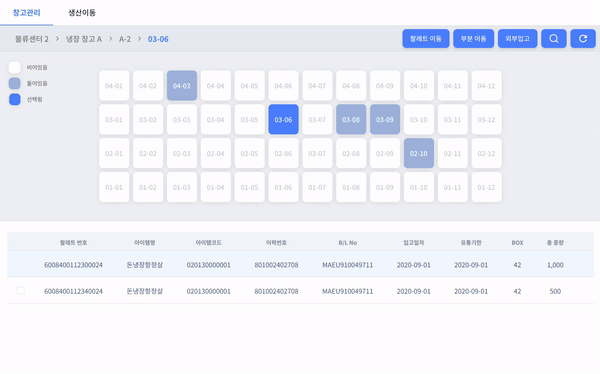 창고관리 생산이동
물류센터 2 > 냉장 창고 A > A-2 > 03-06 팔레트 이동 부분 이동 외부입고
비어있음
들어있음
선택됨
04-01 04-02 04-03 04-04 04-05 04-06 04-07 04-08 04-09 04-10 04-11 04-12
03-01 03-02 03-03 03-04 03-05 03-06 03-07 03-08 03-09 03-10 03-11 03-12
02-01 02-02 02-03 02-04 02-05 02-06 02-07 02-08 02-09 02-10 02-11 02-12
01-01 01-02 01-03 01-04 01-05 01-06 01-07 01-08 01-09 01-10 01-11 01-12
팔레트 번호 아이템명 아이템코드 이력번호 B/L No 입고일자 유통기한 BOX 총 중량
6008400112300024 돈냉장항정살 020130000001 801002402708 MAEU910049711 2020-09-01 2020-09-01 42 1,000
6008400112340024 돈냉장항정살 020130000001 801002402708 MAEU910049711 2020-09-01 2020-09-01 42 500